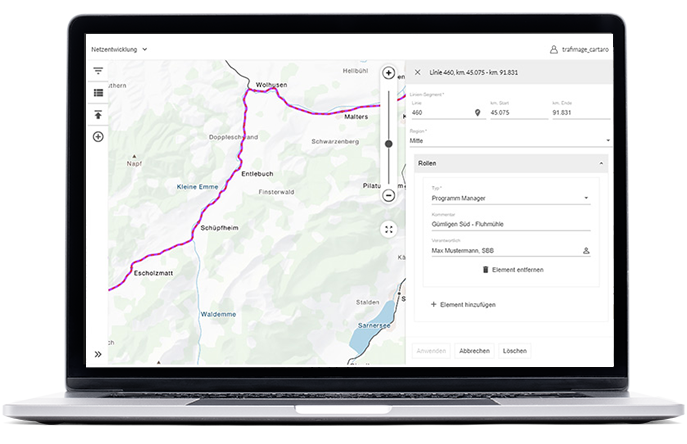 Netzentwicklung
trafimage_cartaro
Linie 460, km. 45.075 - km. 91.831
Linien-Segment *
Linie
km. Start
km. Ende
460
45.075
91.831
Region *
Mitte
Rollen
Typ *
Programm Manager
Kommentar
Gümligen Süd - Fluhmühle
Verantwortlich
Max Mustermann, SBB
Element entfernen
Element hinzufügen
Anwenden
Abbrechen
Löschen
Hellbühl
Wolhusen
Malters
Doppleschwand
Schwarzenberg
Napf
Entlebuch
Kleine Emme
Finsterwald
Schüpfheim
Escholzmatt
Waldemme
Stalden
Sarnersee